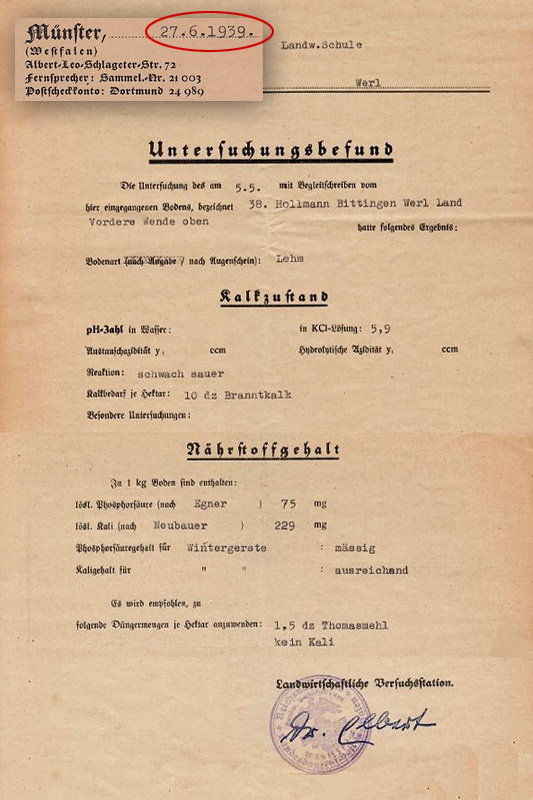 Münster, 27.6.1939.
(Westfalen)
Albert-Leo-Schlageter-Str. 72
Fernsprecher: Sammel.-Nr. 21 003
Postscheckkonto: Dortmund 24 989
Landw.Schule
Werl
Untersuchungsbefund
Die Untersuchung des am 5.5. mit Begleitschreiben vom
hier eingegangenen Bodens, bezeichnet 38. Hollmann Bittingen Werl Land
Vordere Wende oben hatte folgendes Ergebnis:
Bodenart (nach Angabe / nach Augenschein): Lehm
Kalkzustand
pH-Zahl in Wasser: in KCl-Lösung: 5,9
Austauschazidität y, ccm Hydrolytische Azidität y, ccm
Reaktion: schwach sauer
Kalkbedarf je Hektar: 10 dz Branntkalk
Besondere Untersuchungen:
Nährstoffgehalt
In 1 kg Boden sind enthalten:
lösl. Phosphorsäure (nach Egner ) 75 mg
lösl. Kali (nach Neubauer ) 229 mg
Phosphorsäuregehalt für Wintergerste : mässig
Kaligehalt für " " : ausreichand
Es wird empfohlen, zu
folgende Düngermengen je Hektar anzuwenden: 1,5 dz Thomasmehl
kein Kali
Landwirtschaftliche Versuchsstation.
Dr. Elbert